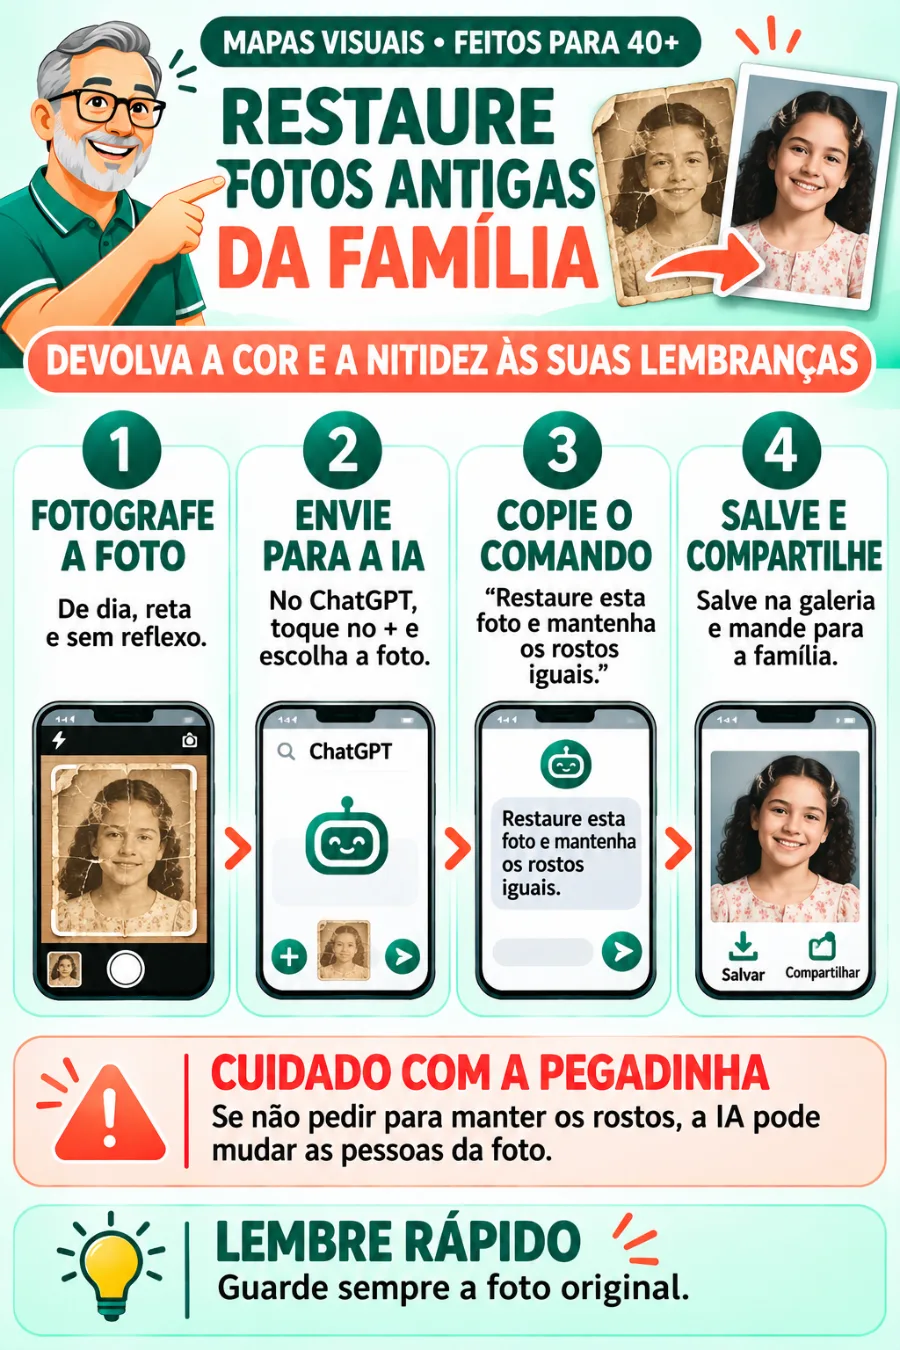 MAPAS VISUAIS • FEITOS PARA 40+
RESTAURE
FOTOS ANTIGAS
DA FAMÍLIA
DEVOLVA A COR E A NITIDEZ ÀS SUAS LEMBRANÇAS
1
FOTOGRAFE
A FOTO
De dia, reta
e sem reflexo.
2
ENVIE
PARA A IA
No ChatGPT,
toque no + e
escolha a foto.
ChatGPT
3
COPIE O
COMANDO
“Restaure esta
foto e mantenha
os rostos
iguais.”
Restaure esta
foto e mantenha
os rostos
iguais.
4
SALVE E
COMPARTILHE
Salve na galeria
e mande para
a família.
Salvar
Compartilhar
CUIDADO COM A PEGADINHA
Se não pedir para manter os rostos, a IA pode
mudar as pessoas da foto.
LEMBRE RÁPIDO
Guarde sempre a foto original.